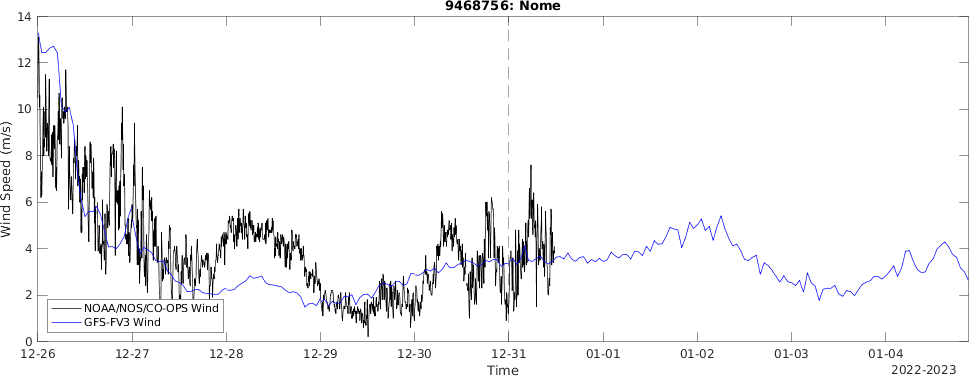 9468756: Nome
14
12
10
8
6
4
2
0
Wind Speed (m/s)
NOAA/NOS/CO-OPS Wind
GFS-FV3 Wind
12-26 12-27 12-28 12-29 12-30 12-31 01-01 01-02 01-03 01-04
Time
2022-2023